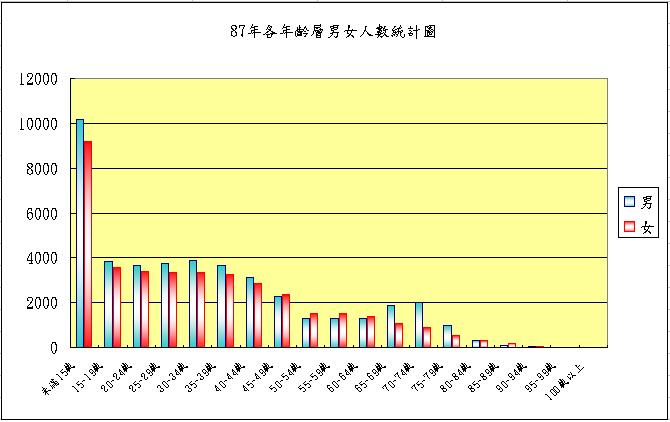 87年各年齡層男女人數統計圖
12000
10000
8000
6000
4000
2000
0
男
女
未滿15歲
15-19歲
20-24歲
25-29歲
30-34歲
35-39歲
40-44歲
45-49歲
50-54歲
55-59歲
60-64歲
65-69歲
70-74歲
75-79歲
80-84歲
85-89歲
90-94歲
95-99歲
100歲以上